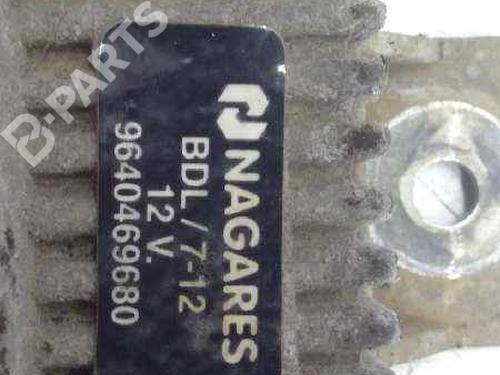 NAGARES
BDL / 7-12
12 V.
9640469680
B-PARTS